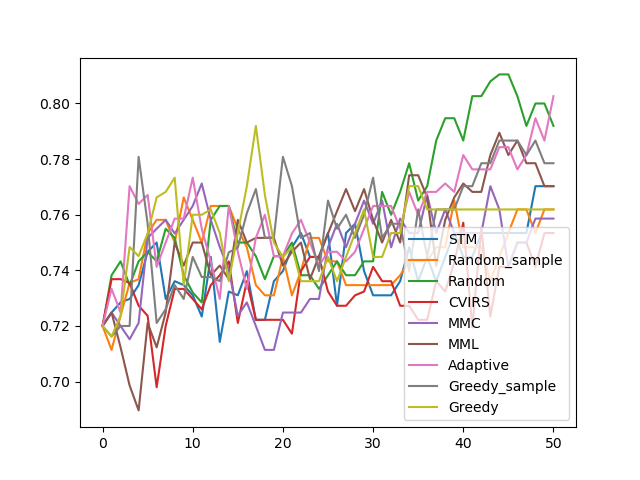 0.80
0.78
0.76
0.74
0.72
0.70
0
10
20
30
40
50
STM
Random_sample
Random
CVIRS
MMC
MML
Adaptive
Greedy_sample
Greedy